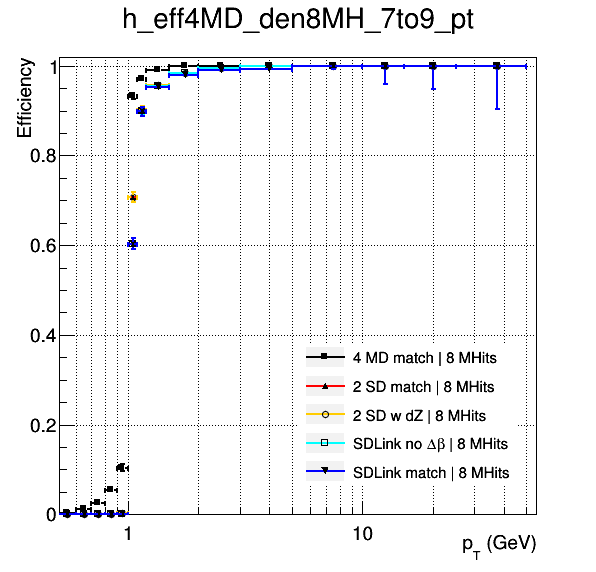 h_eff4MD_den8MH_7to9_pt
Efficiency
1
0.8
0.6
0.4
0.2
0
4 MD match | 8 MHits
2 SD match | 8 MHits
2 SD w dZ | 8 MHits
SDLink no Δβ | 8 MHits
SDLink match | 8 MHits
1
10
p_T (GeV)